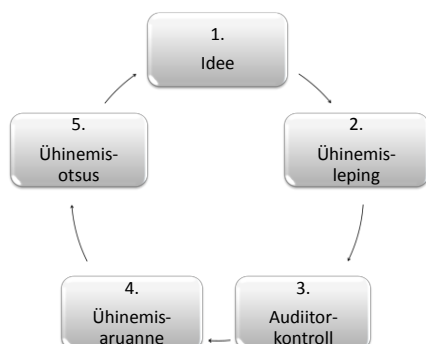 1.
Idee
2.
Ühinemis-
leping
3.
Audiitor-
kontroll
4.
Ühinemis-
aruanne
5.
Ühinemis-
otsus